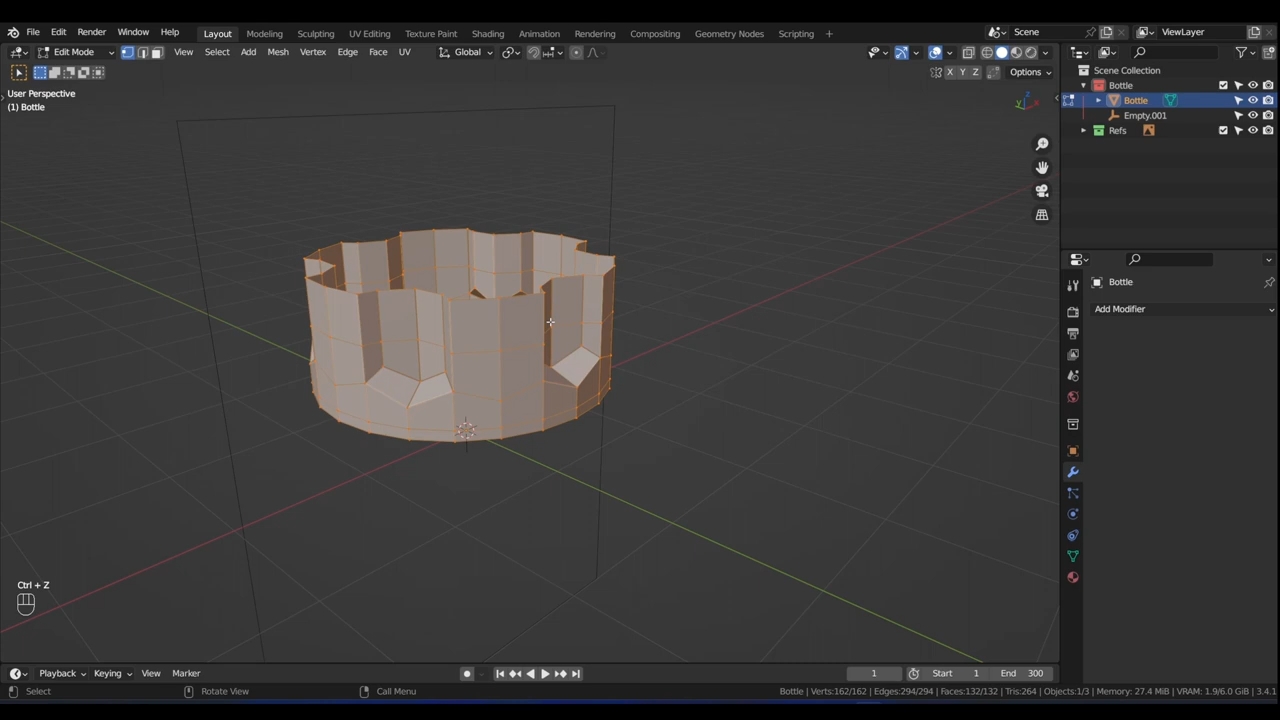 File Edit Render Window Help Layout Modeling Sculpting UV Editing Texture Paint Shading Animation Rendering Compositing Geometry Nodes Scripting + Scene ViewLayer
Edit Mode View Select Add Mesh Vertex Edge Face UV Global
X Y Z Options
User Perspective
(1) Bottle
Scene Collection
Bottle
Bottle
Empty.001
Refs
Bottle
Add Modifier
Ctrl + Z
Playback Keying View Marker 1 Start 1 End 300
Select Rotate View Call Menu Bottle | Verts:162/162 | Edges:294/294 | Faces:132/132 | Tris:264 | Objects:1/3 | Memory: 27.4 MiB | VRAM: 1.9/6.0 GiB | 3.4.1